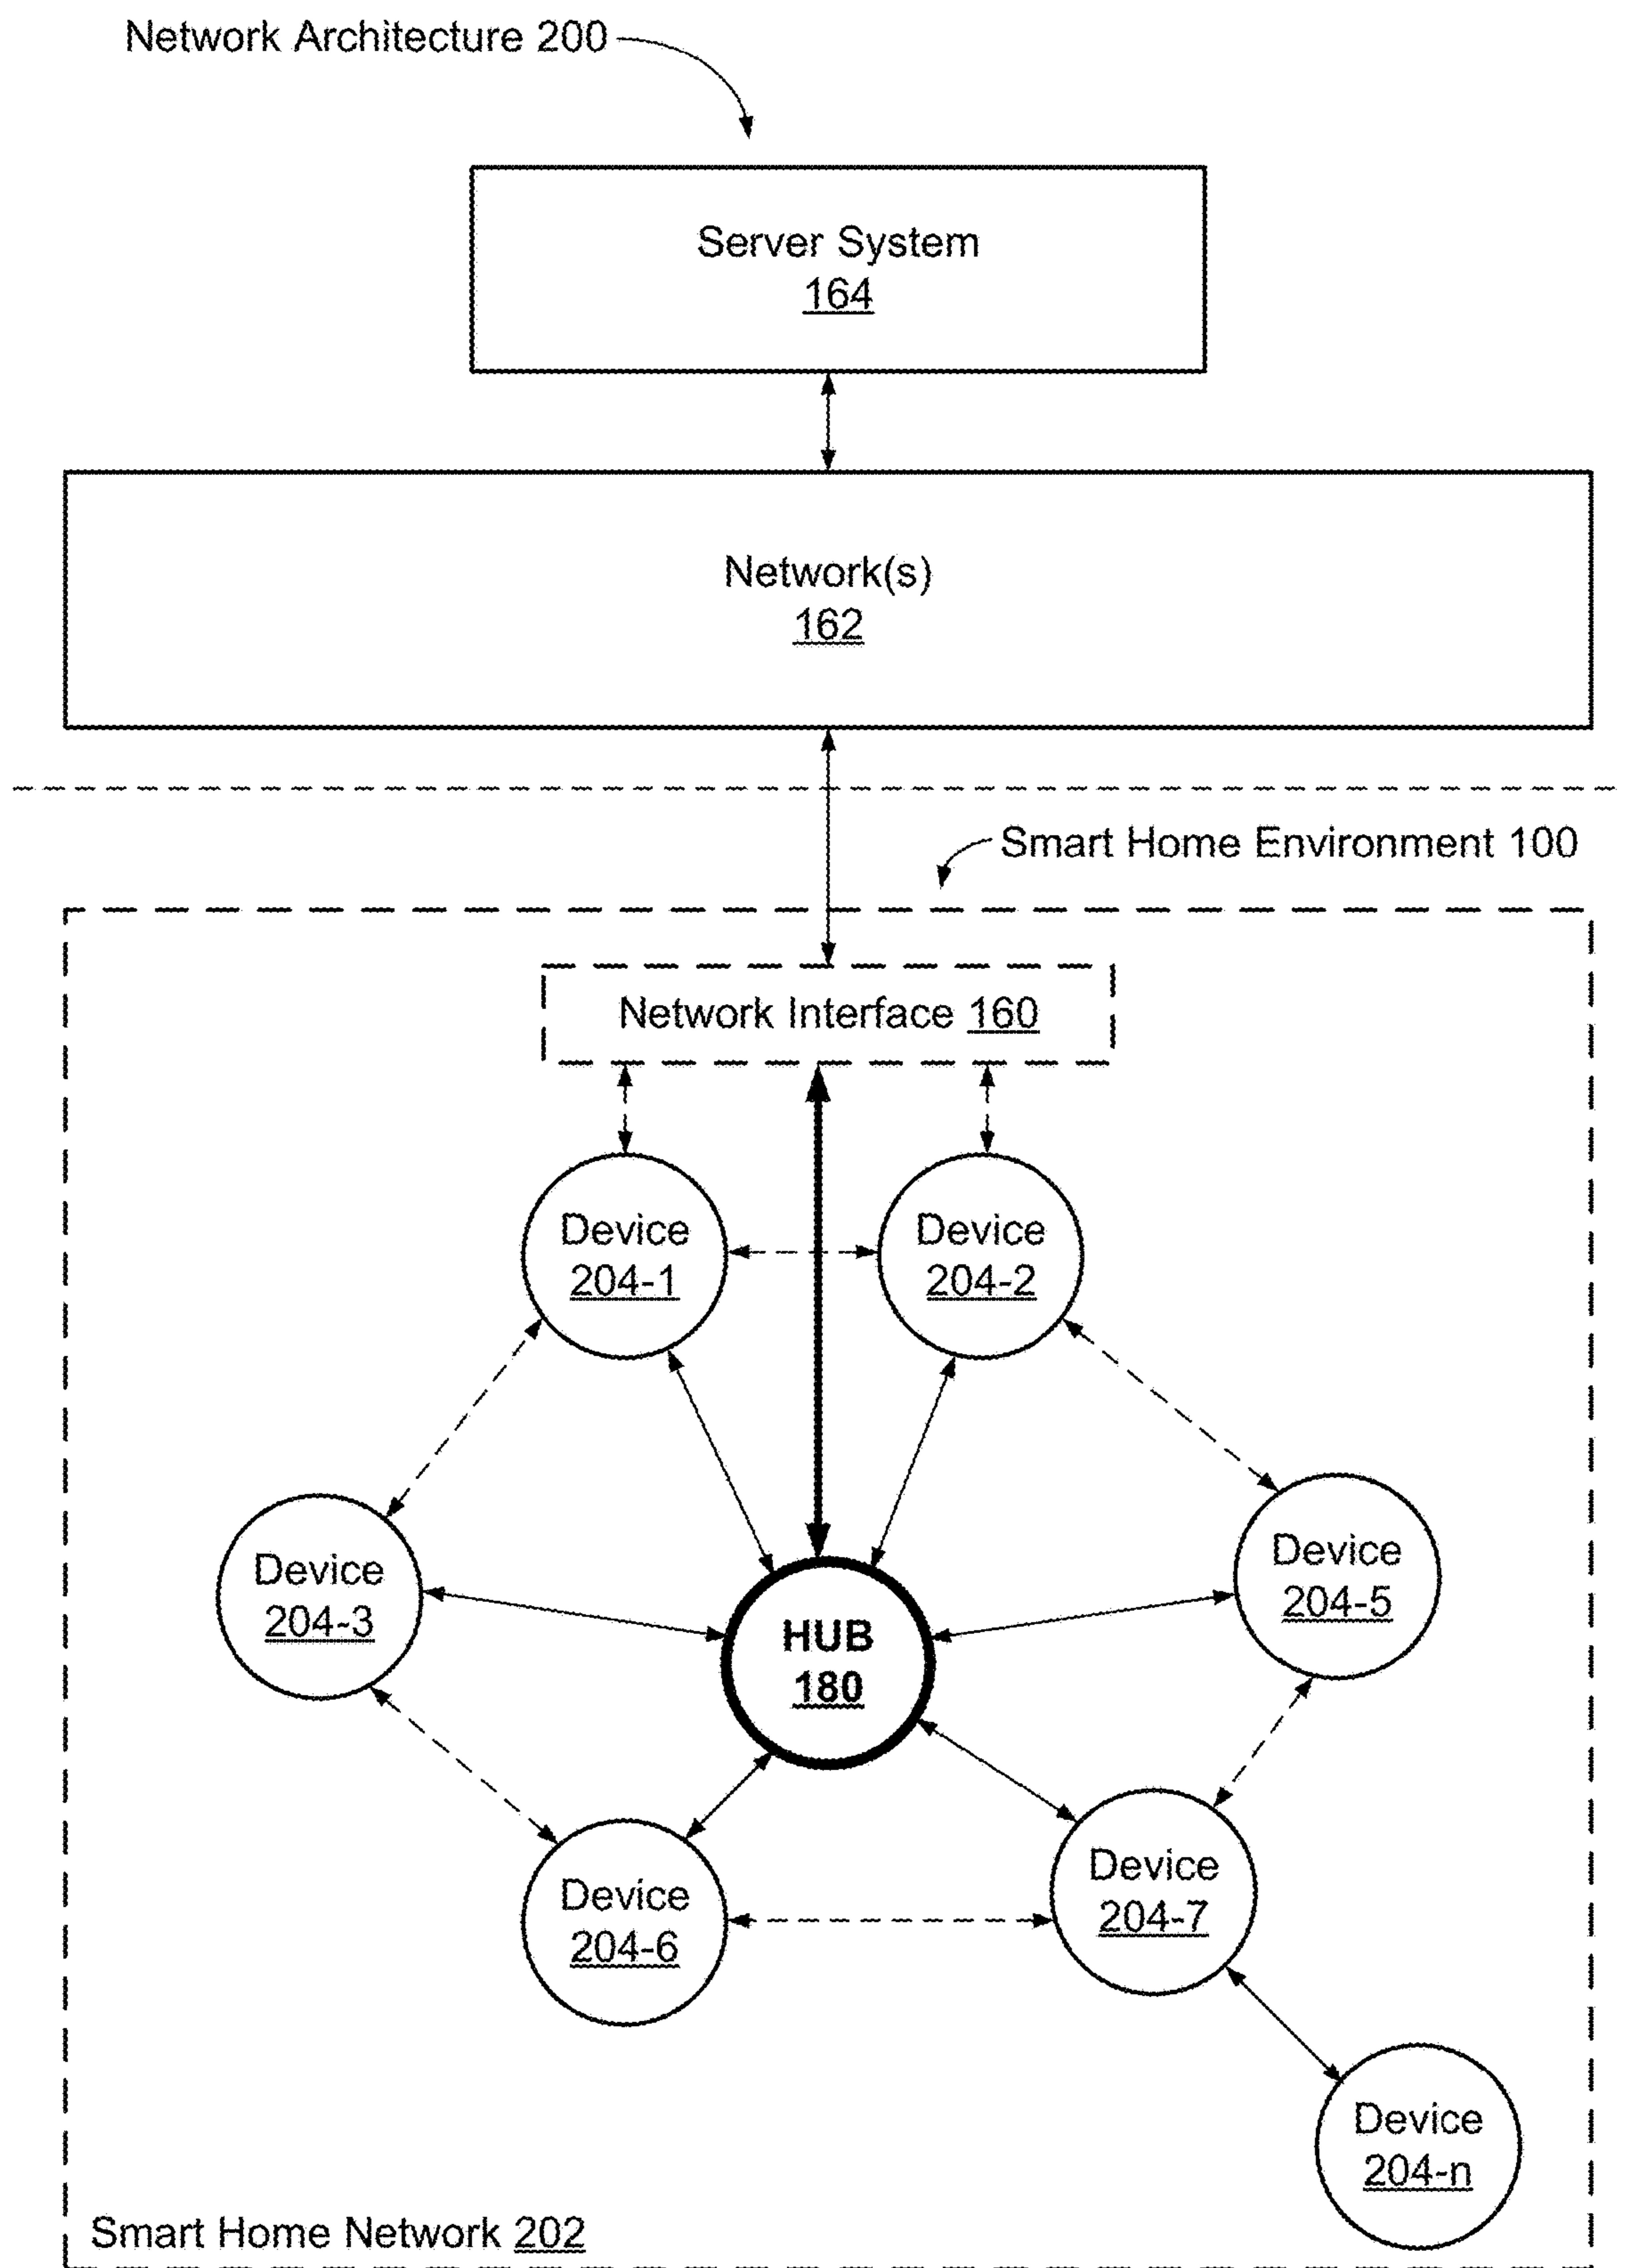 Network Architecture 200
Server System
164
Network(s)
162
Smart Home Environment 100
Network Interface 160
Device
204-1
Device
204-2
Device
204-3
Device
204-5
HUB
180
Device
204-6
Device
204-7
Device
204-n
Smart Home Network 202